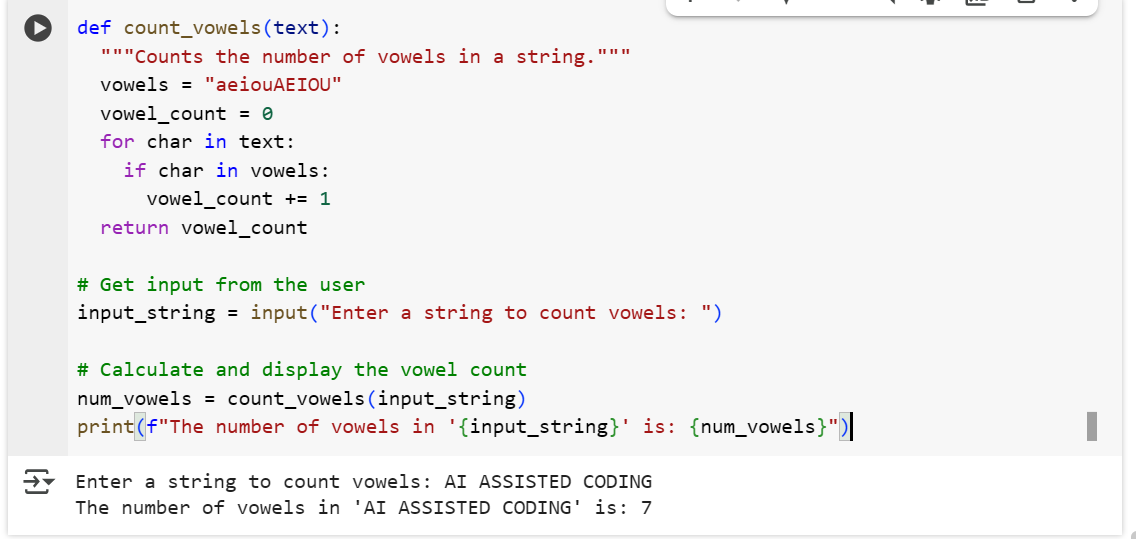 def count_vowels(text):
  """Counts the number of vowels in a string."""
  vowels = "aeiouAEIOU"
  vowel_count = 0
  for char in text:
    if char in vowels:
      vowel_count += 1
  return vowel_count

# Get input from the user
input_string = input("Enter a string to count vowels: ")

# Calculate and display the vowel count
num_vowels = count_vowels(input_string)
print(f"The number of vowels in '{input_string}' is: {num_vowels}")
Enter a string to count vowels: AI ASSISTED CODING
The number of vowels in 'AI ASSISTED CODING' is: 7